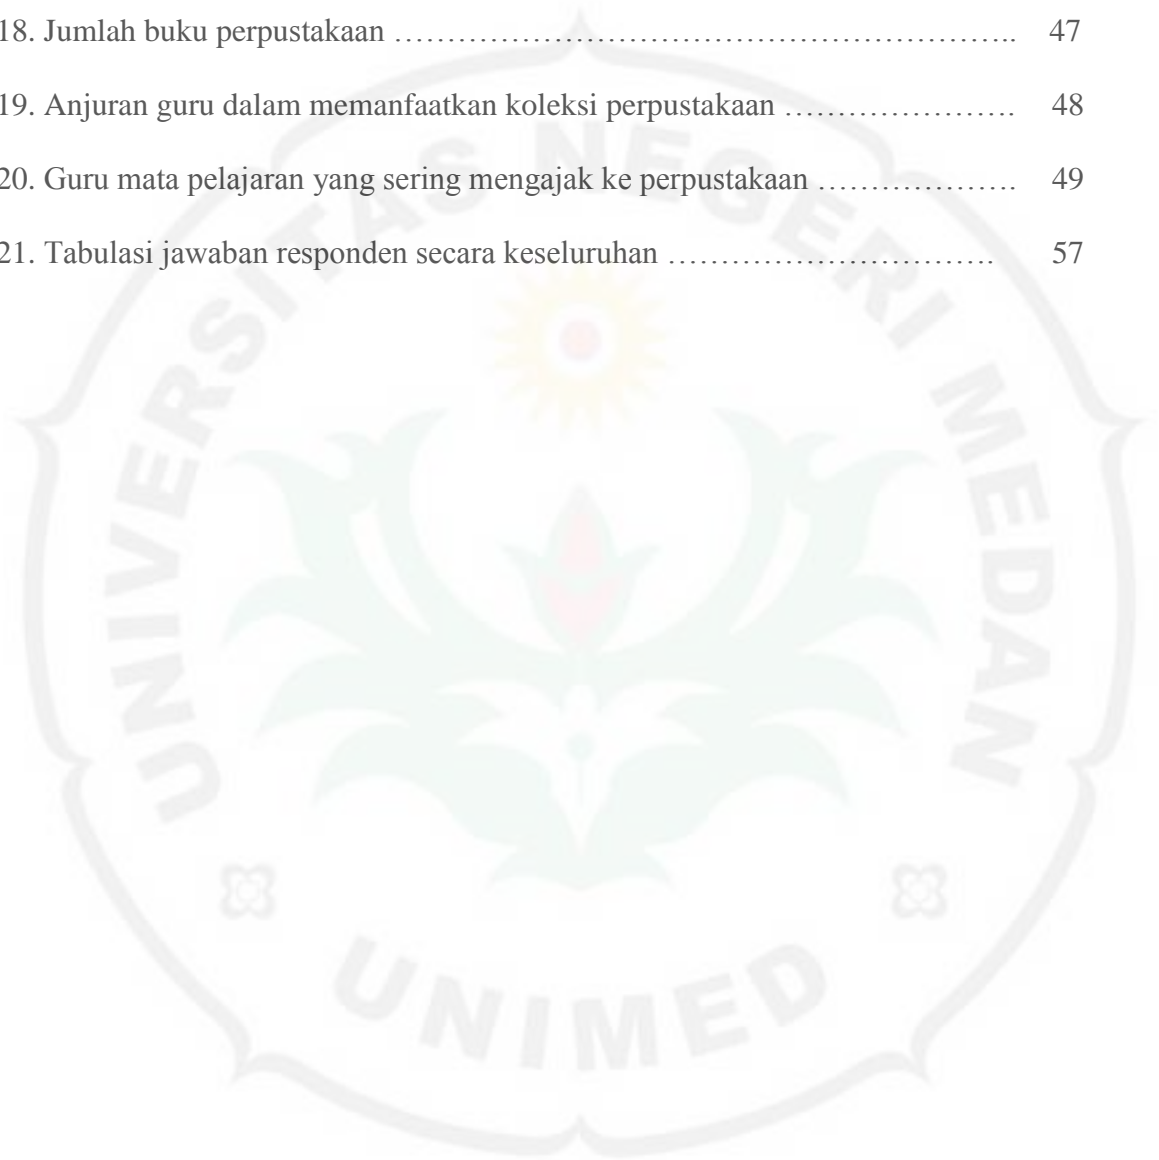 18. Jumlah buku perpustakaan ………………………………………………….. 47
19. Anjuran guru dalam memanfaatkan koleksi perpustakaan …………………. 48
20. Guru mata pelajaran yang sering mengajak ke perpustakaan ………………. 49
21. Tabulasi jawaban responden secara keseluruhan …………………………. 57
UNIVERSITAS NEGERI MEDAN
UNIMED